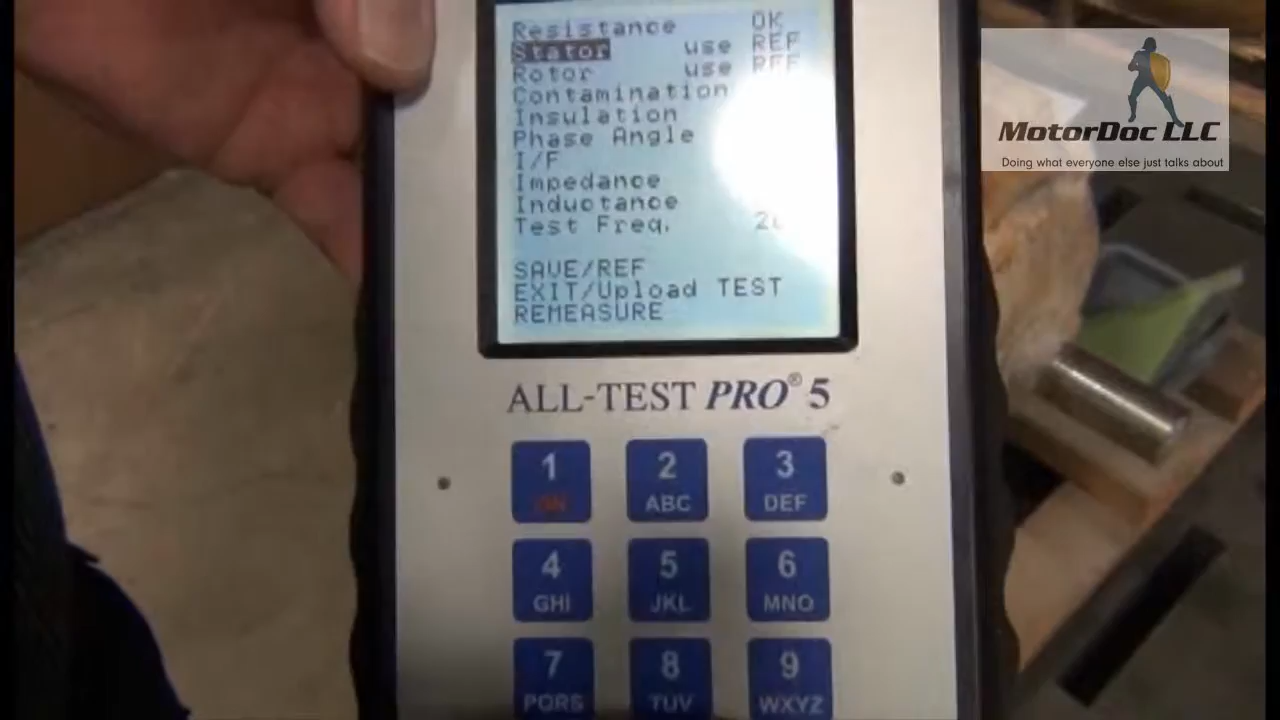 Resistance OK
Stator use REF
Rotor use REF
Contamination
Insulation
Phase Angle
I/F
Impedance
Inductance
Test Freq.
SAVE/REF
EXIT/Upload TEST
REMEASURE
ALL-TEST PRO® 5
1
2 ABC
3 DEF
4 GHI
5 JKL
6 MNO
7 PQRS
8 TUV
9 WXYZ
MotorDoc LLC
Doing what everyone else just talks about